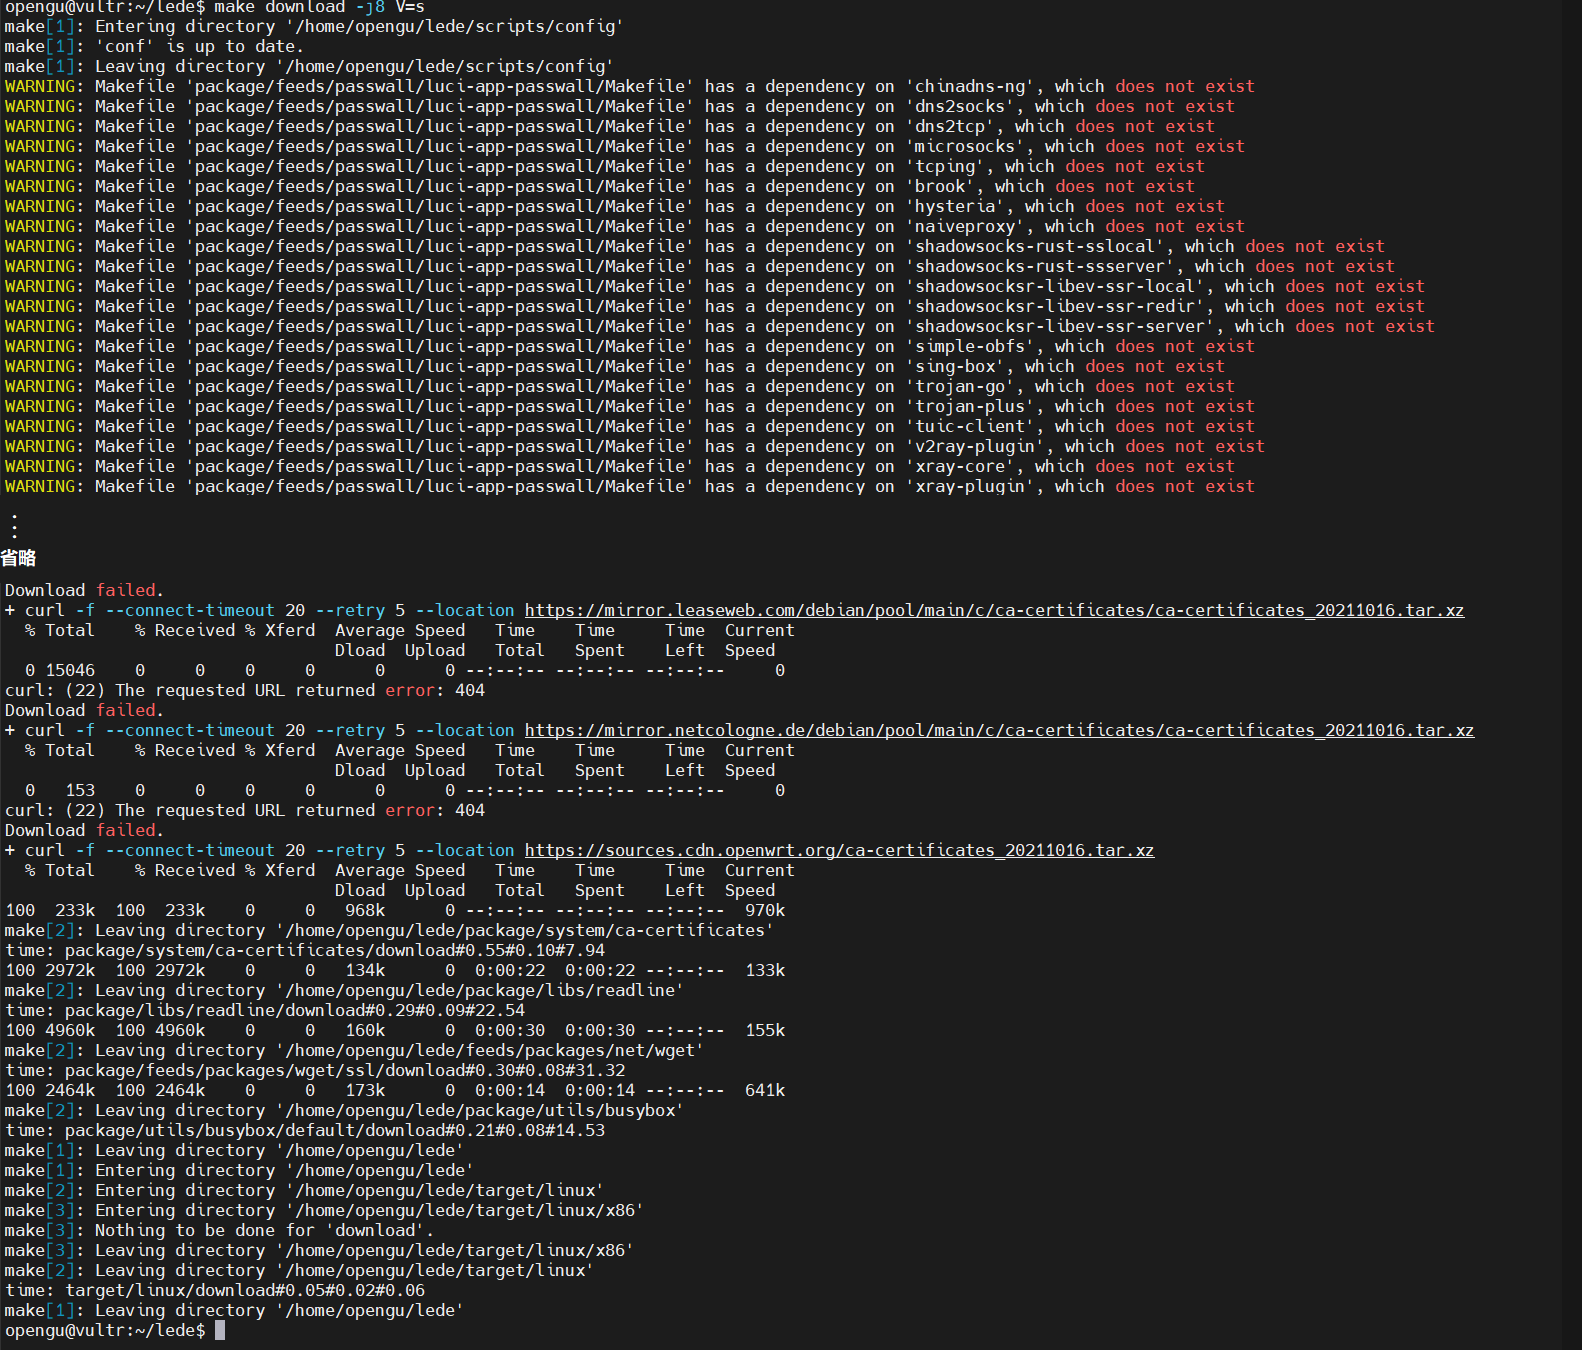 opengu@vultr:~/lede$ make download -j8 V=s
make[1]: Entering directory '/home/opengu/lede/scripts/config'
make[1]: 'conf' is up to date.
make[1]: Leaving directory '/home/opengu/lede/scripts/config'
WARNING: Makefile 'package/feeds/passwall/luci-app-passwall/Makefile' has a dependency on 'chinadns-ng', which does not exist
WARNING: Makefile 'package/feeds/passwall/luci-app-passwall/Makefile' has a dependency on 'dns2socks', which does not exist
WARNING: Makefile 'package/feeds/passwall/luci-app-passwall/Makefile' has a dependency on 'dns2tcp', which does not exist
WARNING: Makefile 'package/feeds/passwall/luci-app-passwall/Makefile' has a dependency on 'microsocks', which does not exist
WARNING: Makefile 'package/feeds/passwall/luci-app-passwall/Makefile' has a dependency on 'tcping', which does not exist
WARNING: Makefile 'package/feeds/passwall/luci-app-passwall/Makefile' has a dependency on 'brook', which does not exist
WARNING: Makefile 'package/feeds/passwall/luci-app-passwall/Makefile' has a dependency on 'hysteria', which does not exist
WARNING: Makefile 'package/feeds/passwall/luci-app-passwall/Makefile' has a dependency on 'naiveproxy', which does not exist
WARNING: Makefile 'package/feeds/passwall/luci-app-passwall/Makefile' has a dependency on 'shadowsocks-rust-sslocal', which does not exist
WARNING: Makefile 'package/feeds/passwall/luci-app-passwall/Makefile' has a dependency on 'shadowsocks-rust-ssserver', which does not exist
WARNING: Makefile 'package/feeds/passwall/luci-app-passwall/Makefile' has a dependency on 'shadowsocksr-libev-ssr-local', which does not exist
WARNING: Makefile 'package/feeds/passwall/luci-app-passwall/Makefile' has a dependency on 'shadowsocksr-libev-ssr-redir', which does not exist
WARNING: Makefile 'package/feeds/passwall/luci-app-passwall/Makefile' has a dependency on 'shadowsocksr-libev-ssr-server', which does not exist
WARNING: Makefile 'package/feeds/passwall/luci-app-passwall/Makefile' has a dependency on 'simple-obfs', which does not exist
WARNING: Makefile 'package/feeds/passwall/luci-app-passwall/Makefile' has a dependency on 'sing-box', which does not exist
WARNING: Makefile 'package/feeds/passwall/luci-app-passwall/Makefile' has a dependency on 'trojan-go', which does not exist
WARNING: Makefile 'package/feeds/passwall/luci-app-passwall/Makefile' has a dependency on 'trojan-plus', which does not exist
WARNING: Makefile 'package/feeds/passwall/luci-app-passwall/Makefile' has a dependency on 'tuic-client', which does not exist
WARNING: Makefile 'package/feeds/passwall/luci-app-passwall/Makefile' has a dependency on 'v2ray-plugin', which does not exist
WARNING: Makefile 'package/feeds/passwall/luci-app-passwall/Makefile' has a dependency on 'xray-core', which does not exist
WARNING: Makefile 'package/feeds/passwall/luci-app-passwall/Makefile' has a dependency on 'xray-plugin', which does not exist
⋮
省略
Download failed.
+ curl -f --connect-timeout 20 --retry 5 --location https://mirror.leaseweb.com/debian/pool/main/c/ca-certificates/ca-certificates_20211016.tar.xz
  % Total    % Received % Xferd  Average Speed   Time    Time     Time  Current
                                 Dload  Upload   Total   Spent    Left  Speed
  0 15046    0     0    0     0      0      0 --:--:-- --:--:-- --:--:--     0
curl: (22) The requested URL returned error: 404
Download failed.
+ curl -f --connect-timeout 20 --retry 5 --location https://mirror.netcologne.de/debian/pool/main/c/ca-certificates/ca-certificates_20211016.tar.xz
  % Total    % Received % Xferd  Average Speed   Time    Time     Time  Current
                                 Dload  Upload   Total   Spent    Left  Speed
  0   153    0     0    0     0      0      0 --:--:-- --:--:-- --:--:--     0
curl: (22) The requested URL returned error: 404
Download failed.
+ curl -f --connect-timeout 20 --retry 5 --location https://sources.cdn.openwrt.org/ca-certificates_20211016.tar.xz
  % Total    % Received % Xferd  Average Speed   Time    Time     Time  Current
                                 Dload  Upload   Total   Spent    Left  Speed
100  233k  100  233k    0     0   968k      0 --:--:-- --:--:-- --:--:--  970k
make[2]: Leaving directory '/home/opengu/lede/package/system/ca-certificates'
time: package/system/ca-certificates/download#0.55#0.10#7.94
100 2972k  100 2972k    0     0   134k      0  0:00:22  0:00:22 --:--:--  133k
make[2]: Leaving directory '/home/opengu/lede/package/libs/readline'
time: package/libs/readline/download#0.29#0.09#22.54
100 4960k  100 4960k    0     0   160k      0  0:00:30  0:00:30 --:--:--  155k
make[2]: Leaving directory '/home/opengu/lede/feeds/packages/net/wget'
time: package/feeds/packages/wget/ssl/download#0.30#0.08#31.32
100 2464k  100 2464k    0     0   173k      0  0:00:14  0:00:14 --:--:--  641k
make[2]: Leaving directory '/home/opengu/lede/package/utils/busybox'
time: package/utils/busybox/default/download#0.21#0.08#14.53
make[1]: Leaving directory '/home/opengu/lede'
make[1]: Entering directory '/home/opengu/lede'
make[2]: Entering directory '/home/opengu/lede/target/linux'
make[3]: Entering directory '/home/opengu/lede/target/linux/x86'
make[3]: Nothing to be done for 'download'.
make[3]: Leaving directory '/home/opengu/lede/target/linux/x86'
make[2]: Leaving directory '/home/opengu/lede/target/linux'
time: target/linux/download#0.05#0.02#0.06
make[1]: Leaving directory '/home/opengu/lede'
opengu@vultr:~/lede$